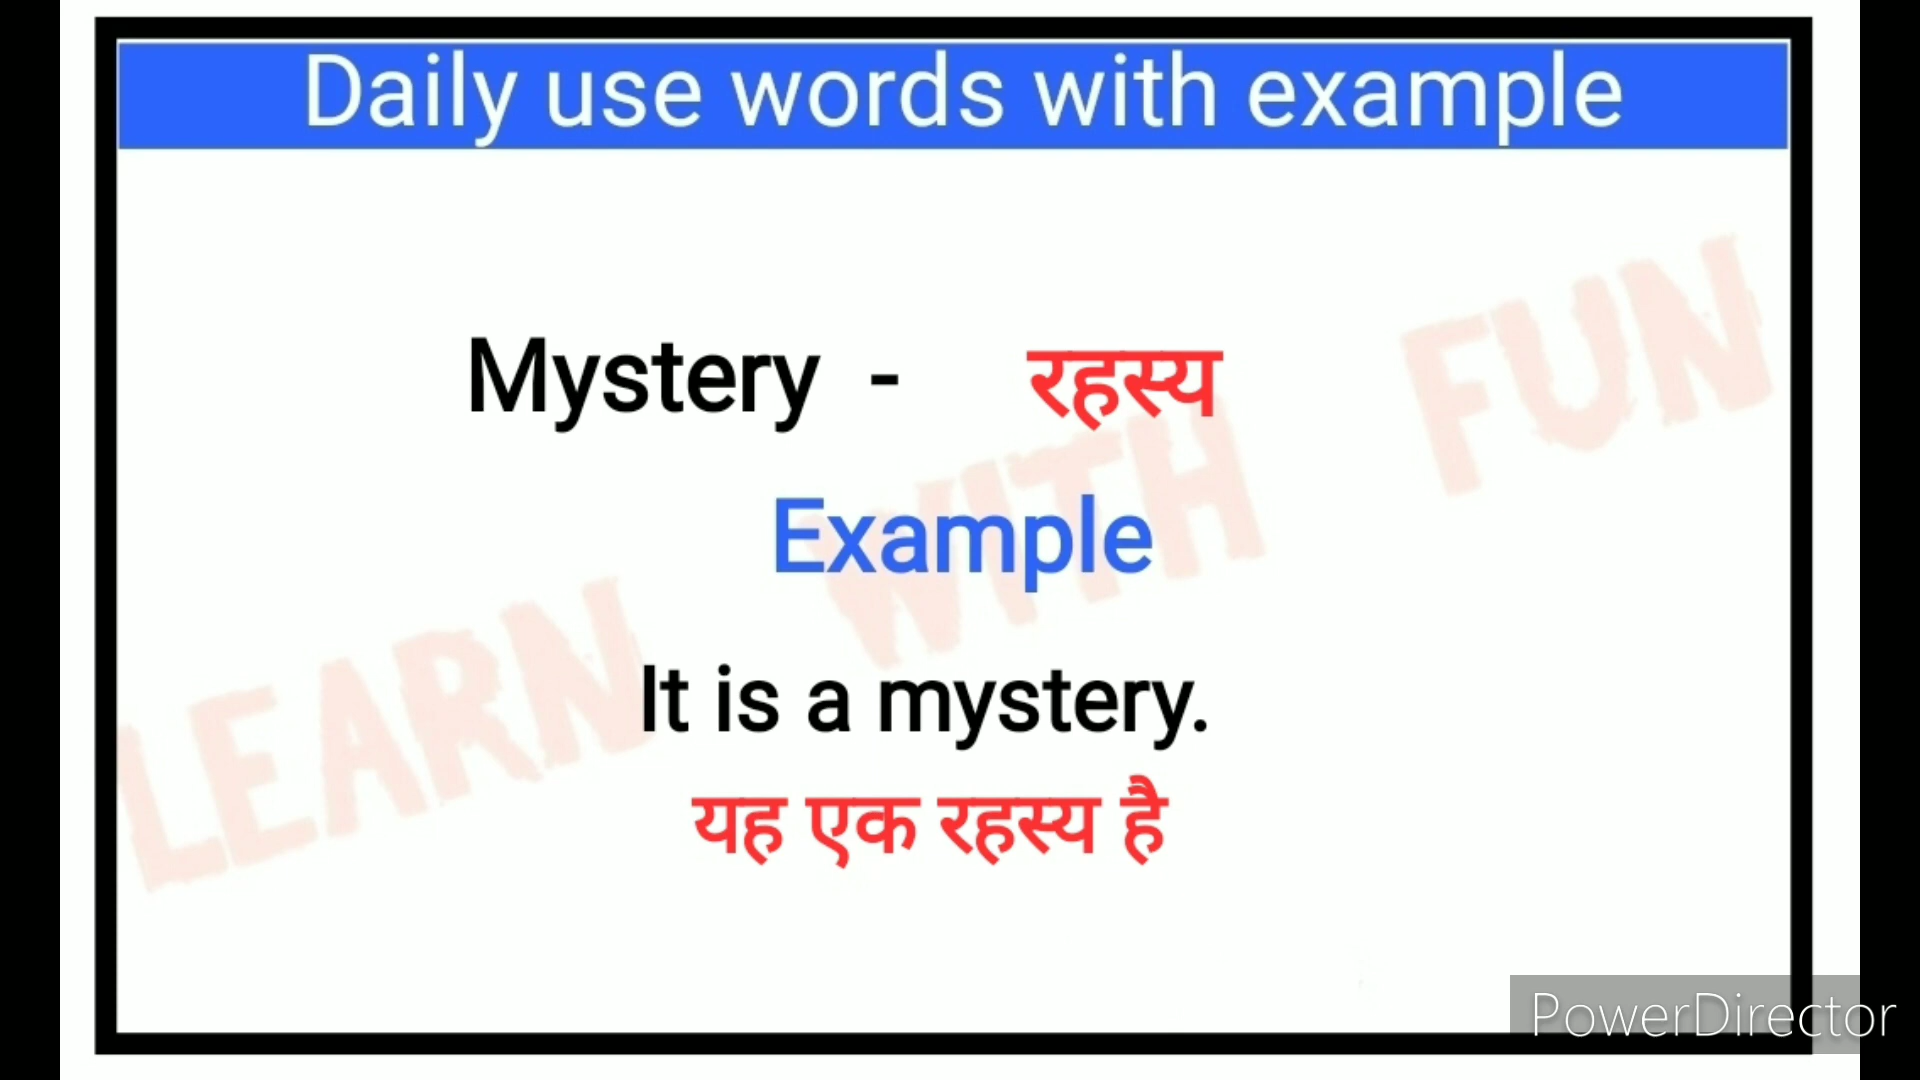 Daily use words with example
Mystery - रहस्य
Example
It is a mystery.
यह एक रहस्य है
LEARN WITH FUN
PowerDirector